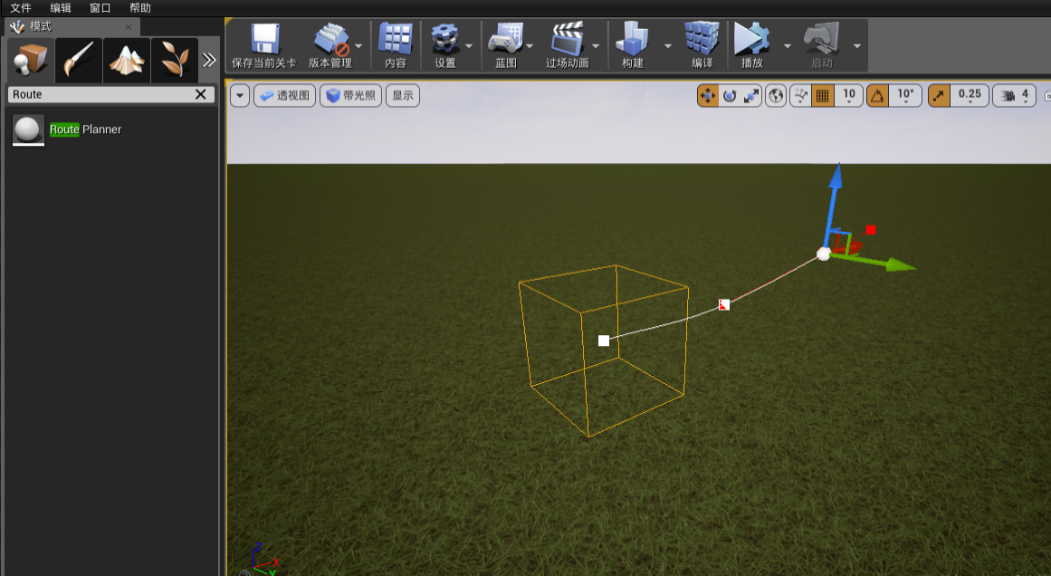 文件 编辑 窗口 帮助
模式
保存当前关卡 版本管理 内容 设置 蓝图 过场动画 构建 编译 播放 启动
Route
透视图 带光照 显示 10 10° 0.25 4
Route Planner
Z
X
Y